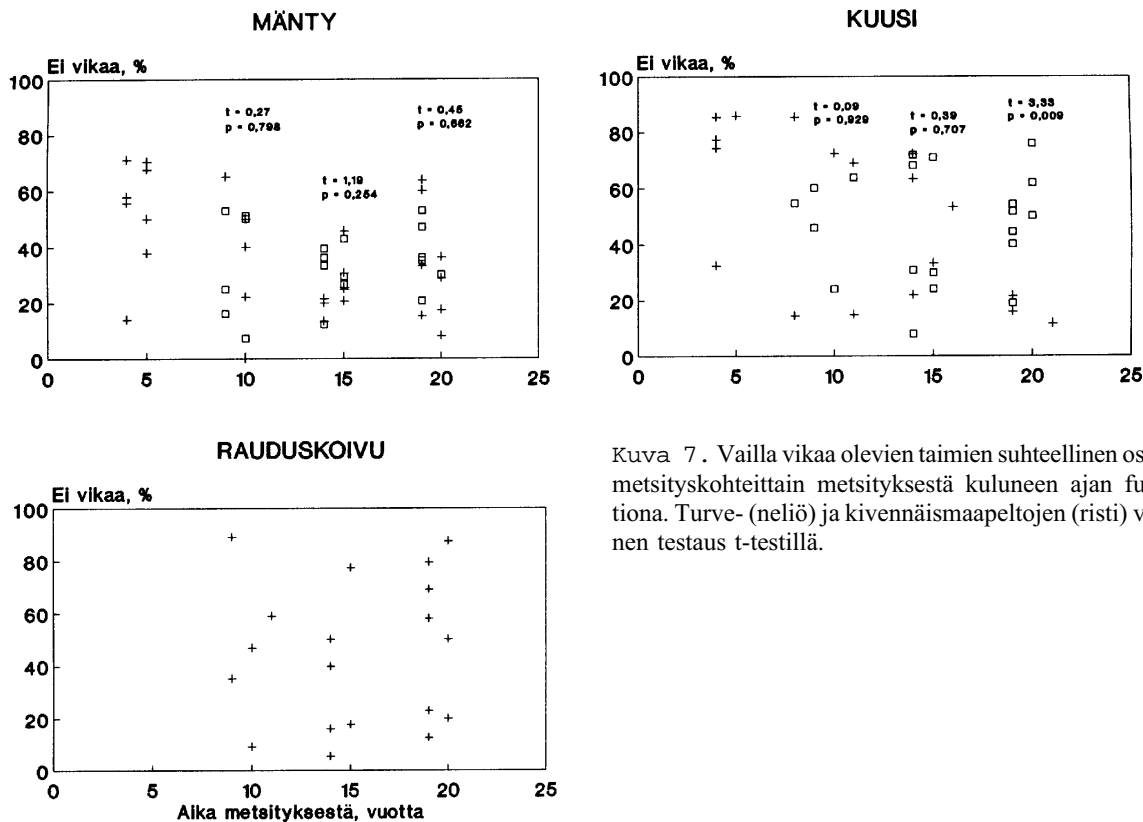 MÄNTY
Ei vikaa, %
100
80
60
40
20
0
t = 0,27
p = 0,798
t = 1,19
p = 0,254
t = 0,45
p = 0,662
0 5 10 15 20 25
KUUSI
Ei vikaa, %
100
80
60
40
20
0
t = 0,09
p = 0,929
t = 0,39
p = 0,707
t = 3,33
p = 0,009
0 5 10 15 20 25
RAUDUSKOIVU
Ei vikaa, %
100
80
60
40
20
0
0 5 10 15 20 25
Aika metsityksestä, vuotta
Kuva 7. Vailla vikaa olevien taimien suhteellinen os
metsityskohteittain metsityksestä kuluneen ajan fu
tiona. Turve- (neliö) ja kivennäismaapeltojen (risti) v
nen testaus t-testillä.